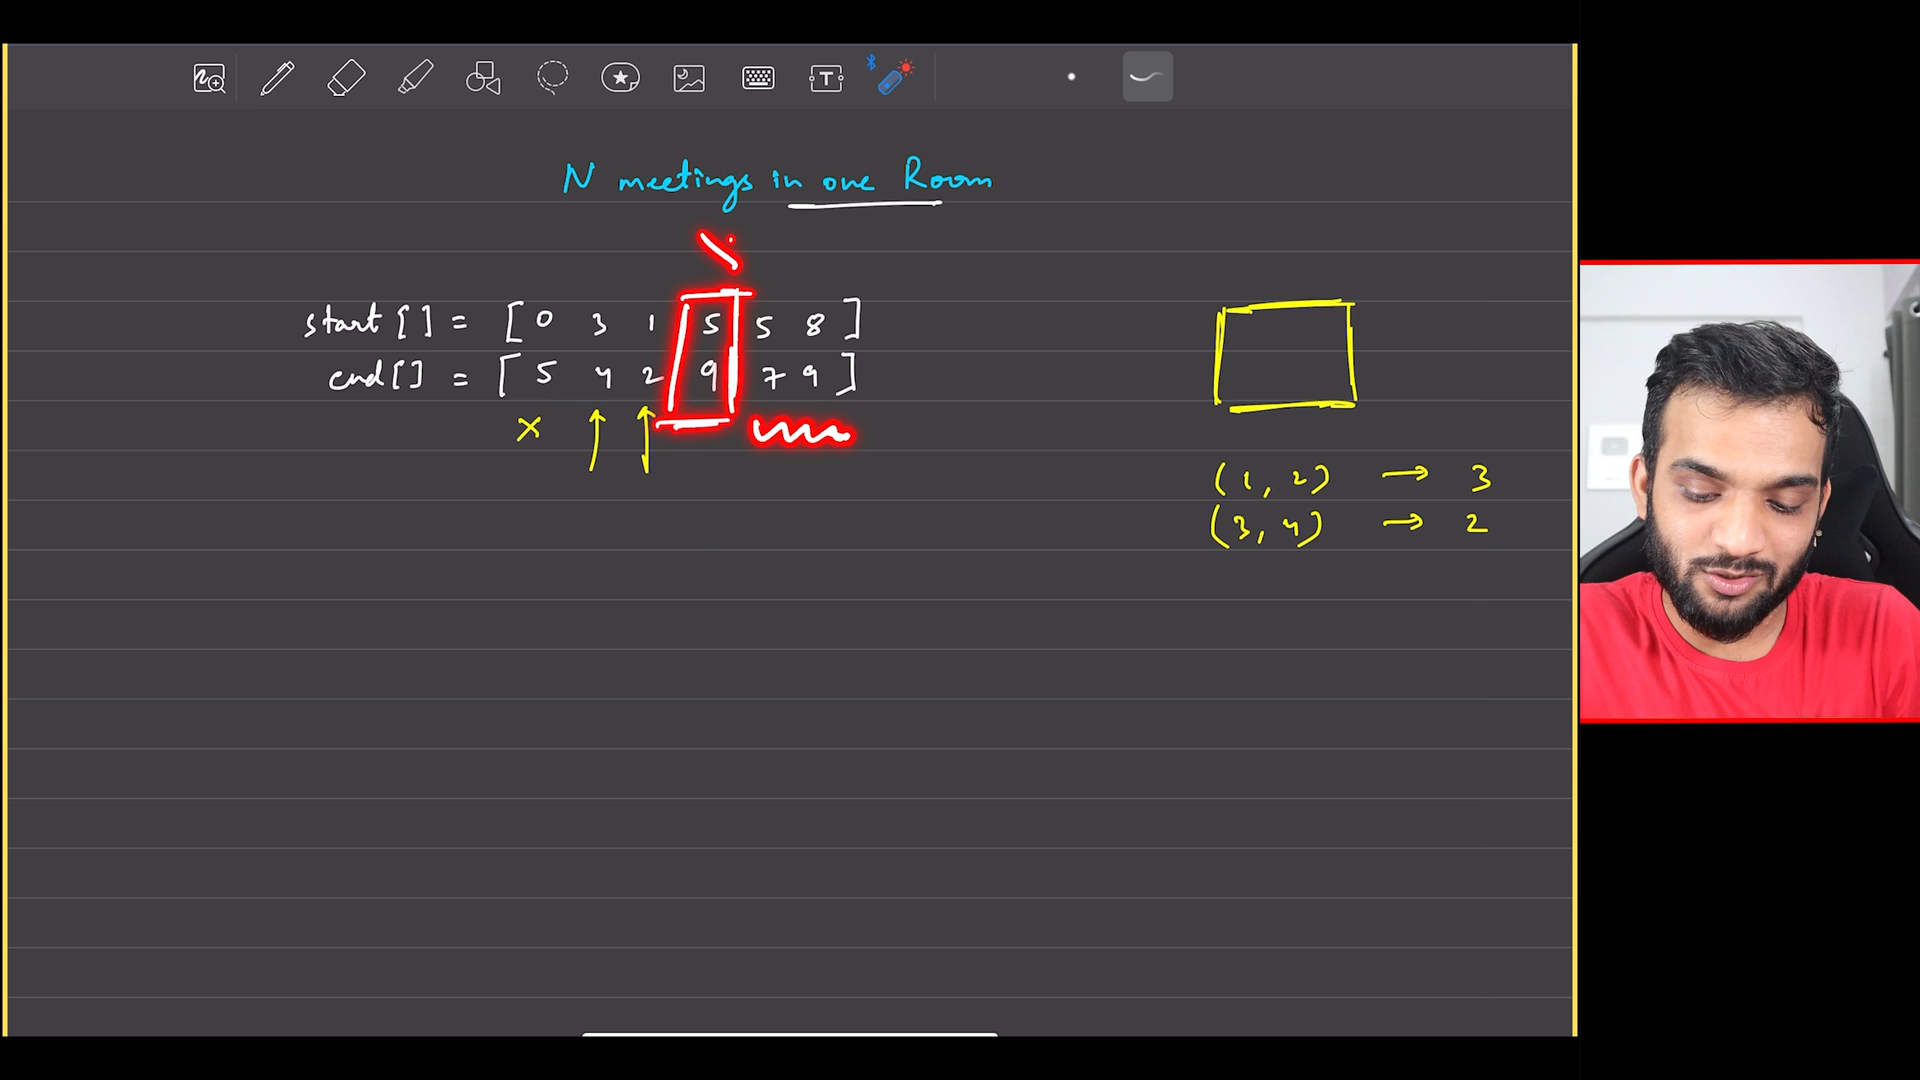 N meetings in one Room
start [ ] = [ 0 3 1 5 5 8 ]
end [ ] = [ 5 4 2 9 7 9 ]
x
(1, 2) → 3
(3, 4) → 2
T